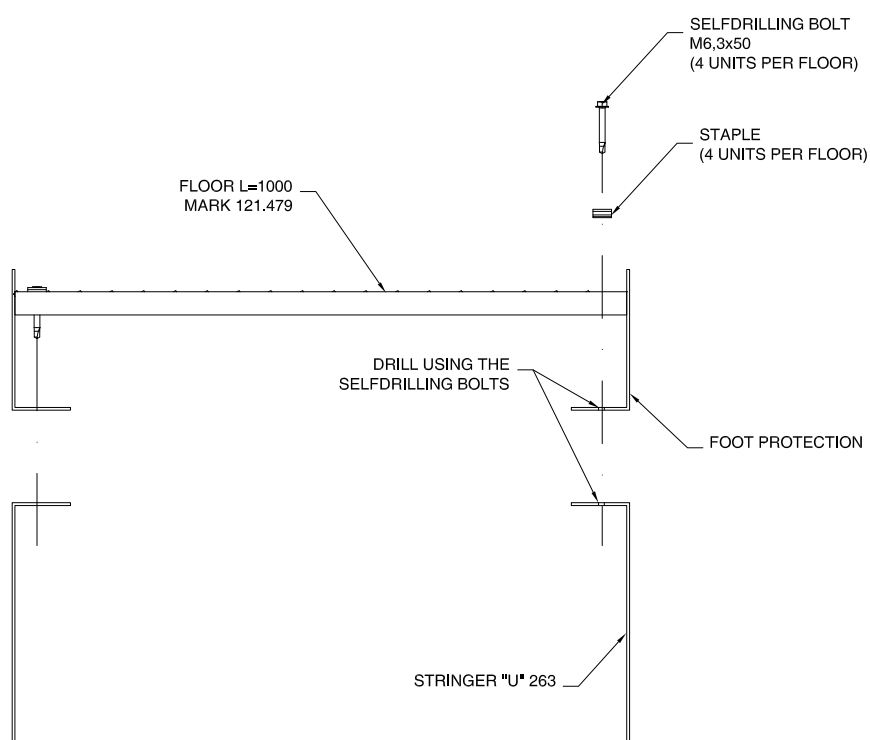 SELFDRILLING BOLT
M6,3x50
(4 UNITS PER FLOOR)
STAPLE
(4 UNITS PER FLOOR)
FLOOR L=1000
MARK 121.479
DRILL USING THE
SELFDRILLING BOLTS
FOOT PROTECTION
STRINGER "U" 263